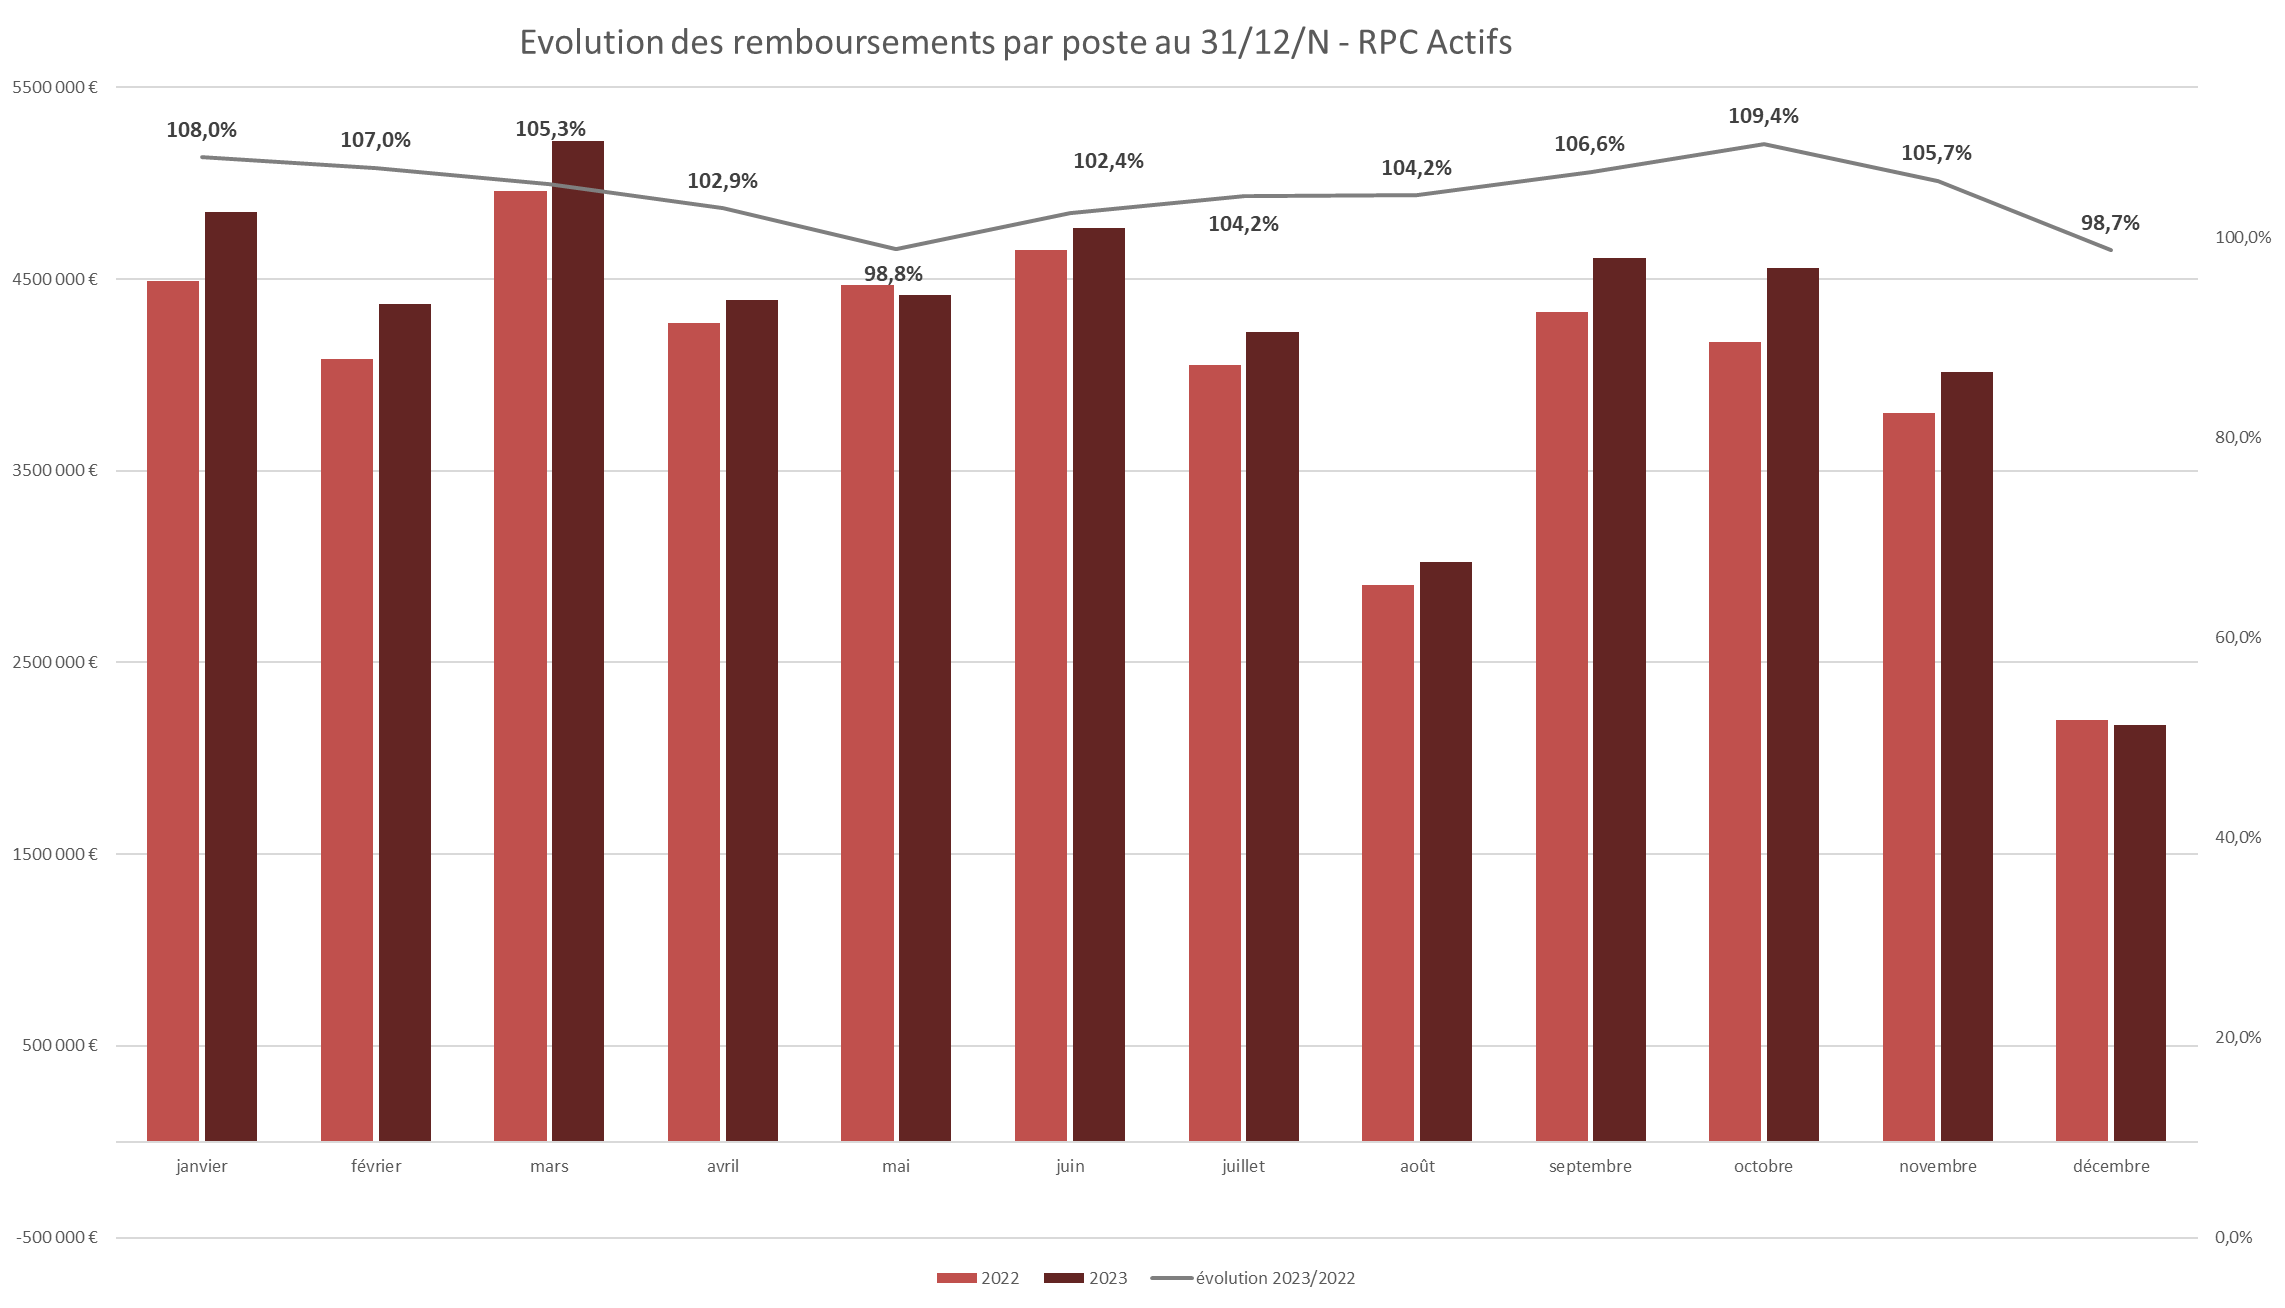 Evolution des remboursements par poste au 31/12/N - RPC Actifs
5500 000 €
4500 000 €
3500 000 €
2500 000 €
1500 000 €
500 000 €
-500 000 €
108,0%
107,0%
105,3%
102,9%
98,8%
102,4%
104,2%
104,2%
106,6%
109,4%
105,7%
98,7%
100,0%
80,0%
60,0%
40,0%
20,0%
0,0%
janvier
février
mars
avril
mai
juin
juillet
août
septembre
octobre
novembre
décembre
2022
2023
évolution 2023/2022